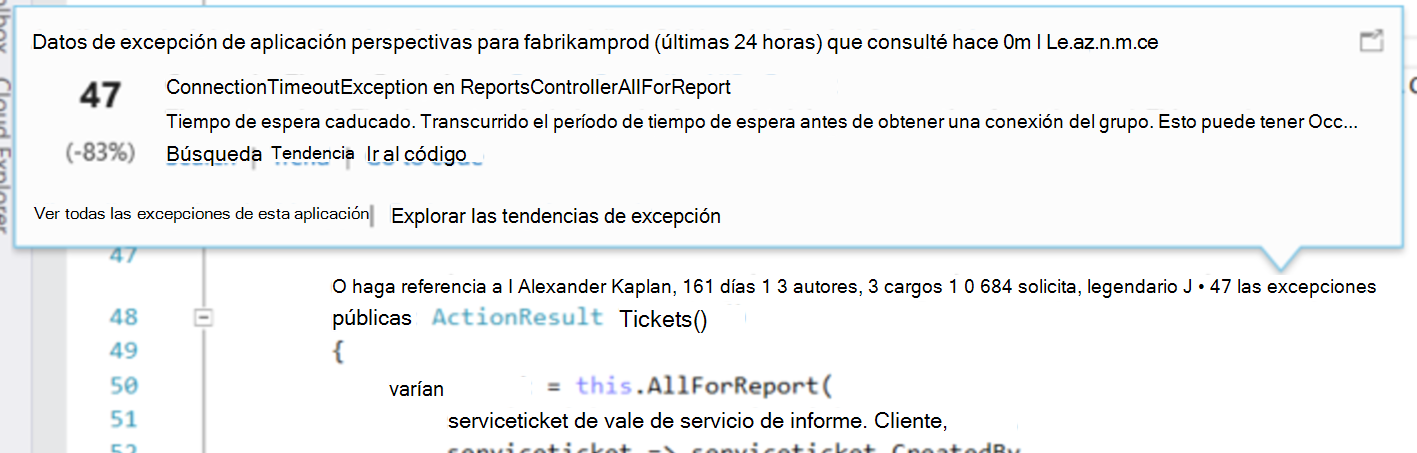 Datos de excepción de aplicación perspectivas para fabrikamprod (últimas 24 horas) que consulté hace 0m l Le.az.n.m.ce
47
ConnectionTimeoutException en ReportsControllerAllForReport
Tiempo de espera caducado. Transcurrido el período de tiempo de espera antes de obtener una conexión del grupo. Esto puede tener Occ...
(-83%)
Búsqueda | Tendencia | Ir al código
Ver todas las excepciones de esta aplicación| Explorar las tendencias de excepción
Cloud Explorer
47
O haga referencia a l Alexander Kaplan, 161 días 1 3 autores, 3 cargos 1 0 684 solicita, legendario J • 47 las excepciones
48 públicas ActionResult Tickets()
49 {
50 varían = this.AllForReport(
51 serviceticket de vale de servicio de informe. Cliente,
52 serviceticket => serviceticket.CreatedBy